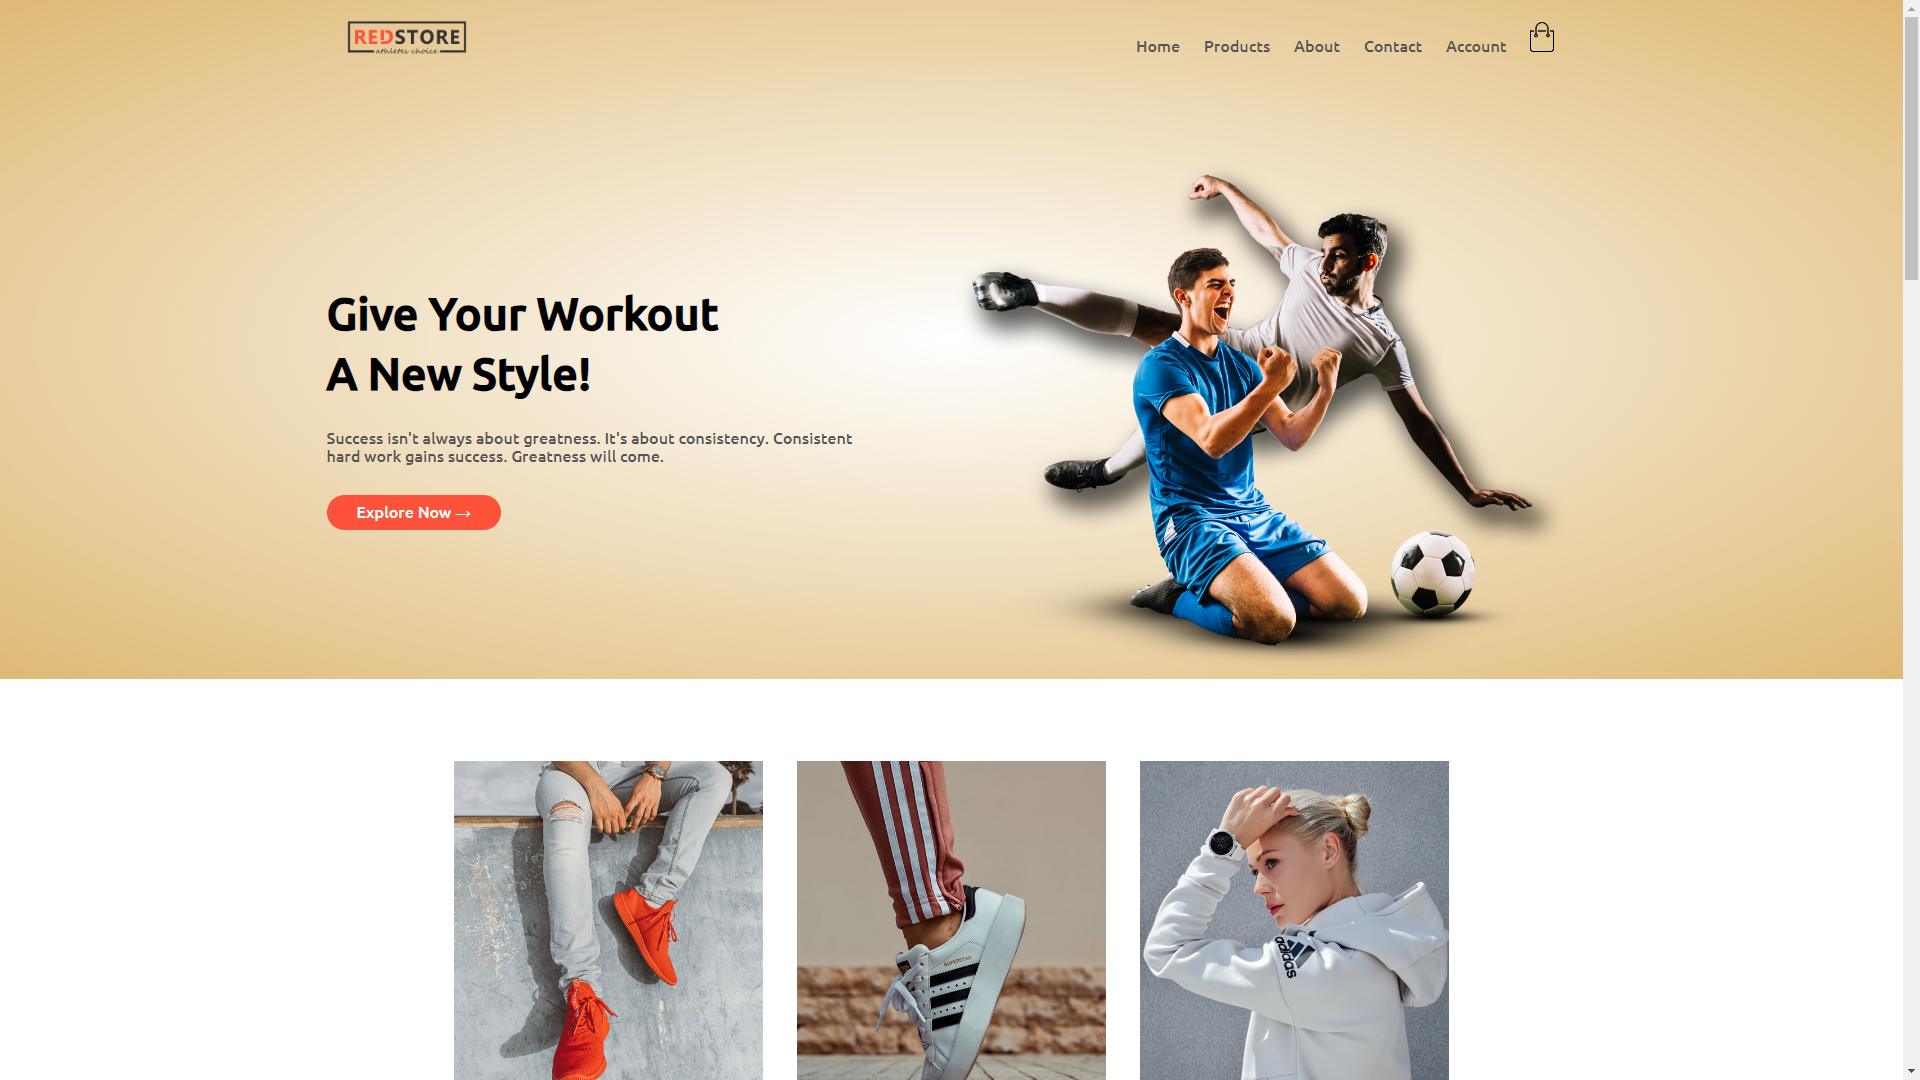 REDSTORE
athletes choice
Home Products About Contact Account
Give Your Workout
A New Style!
Success isn't always about greatness. It's about consistency. Consistent
hard work gains success. Greatness will come.
Explore Now →
SUPERSTAR
adidas